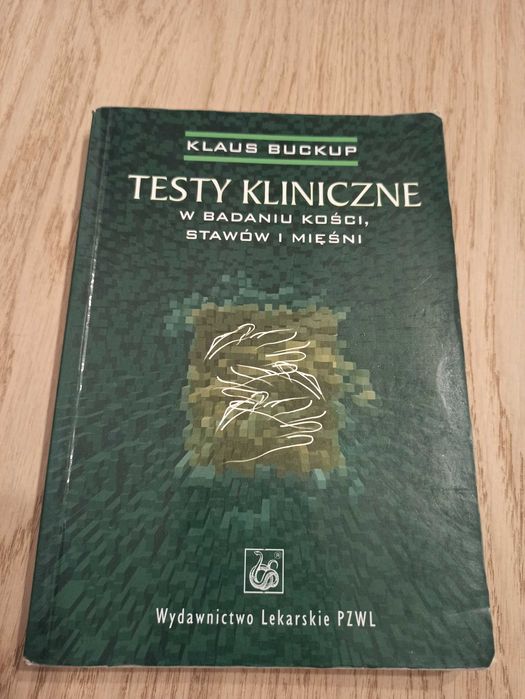 KLAUS BUCKUP
TESTY KLINICZNE
W BADANIU KOŚCI,
STAWÓW I MIĘŚNI
®
Wydawnictwo Lekarskie PZWL